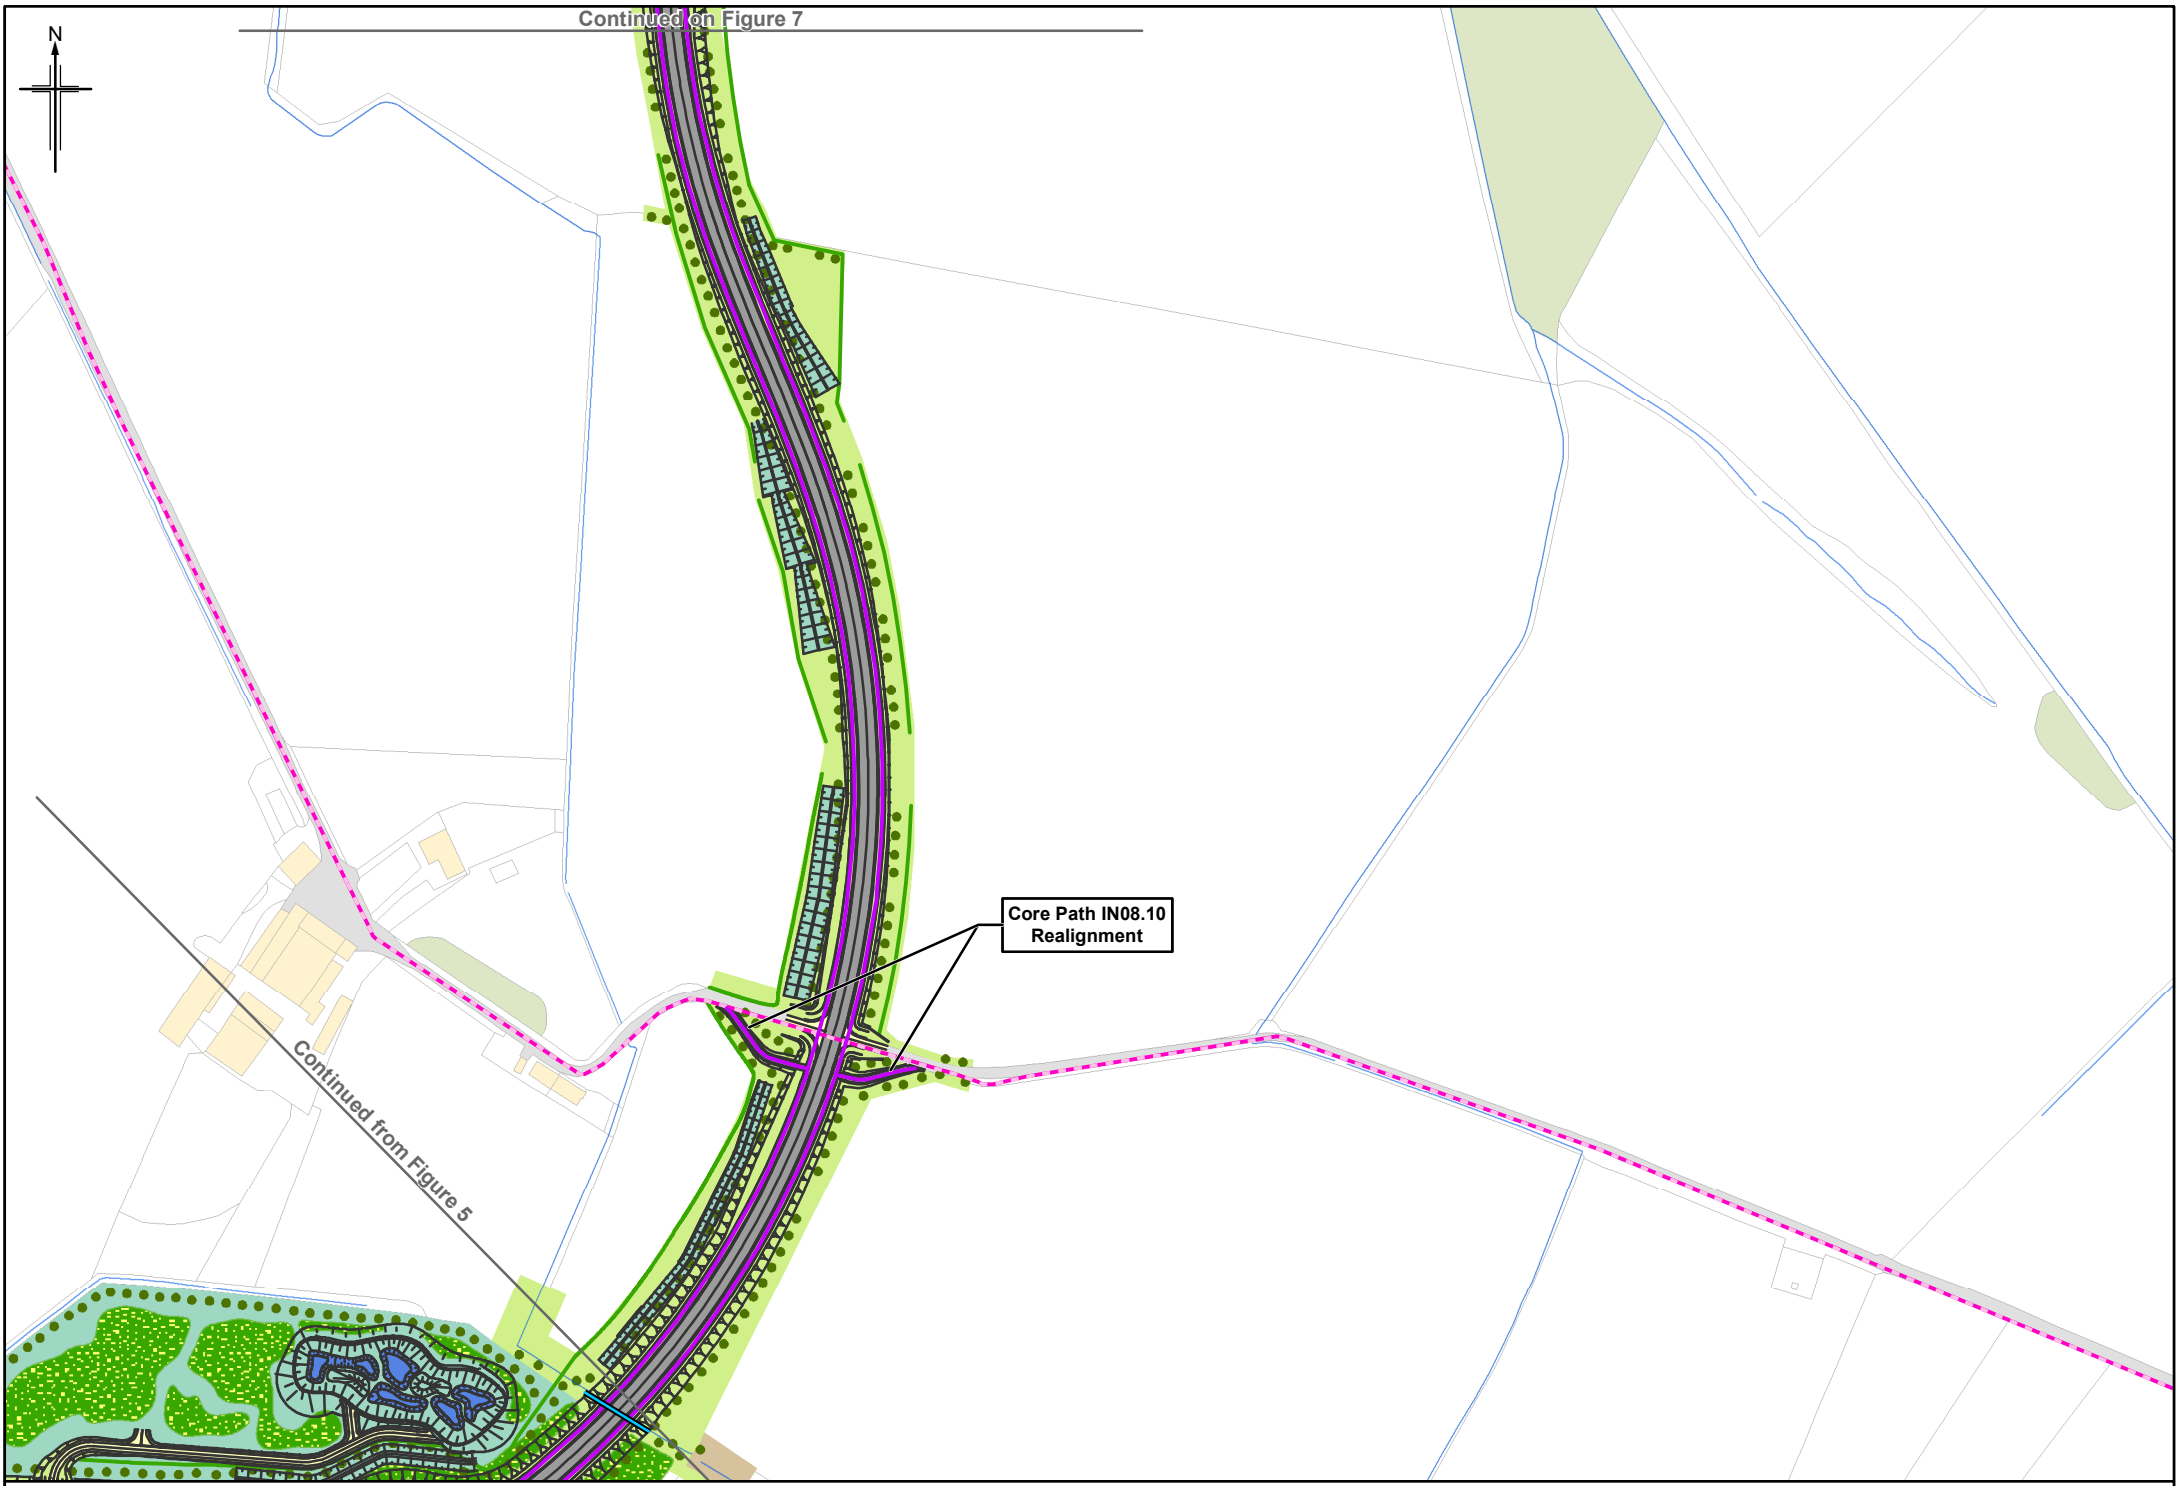 Continued on Figure 7
N
Core Path IN08.10
Realignment
Continued from Figure 5